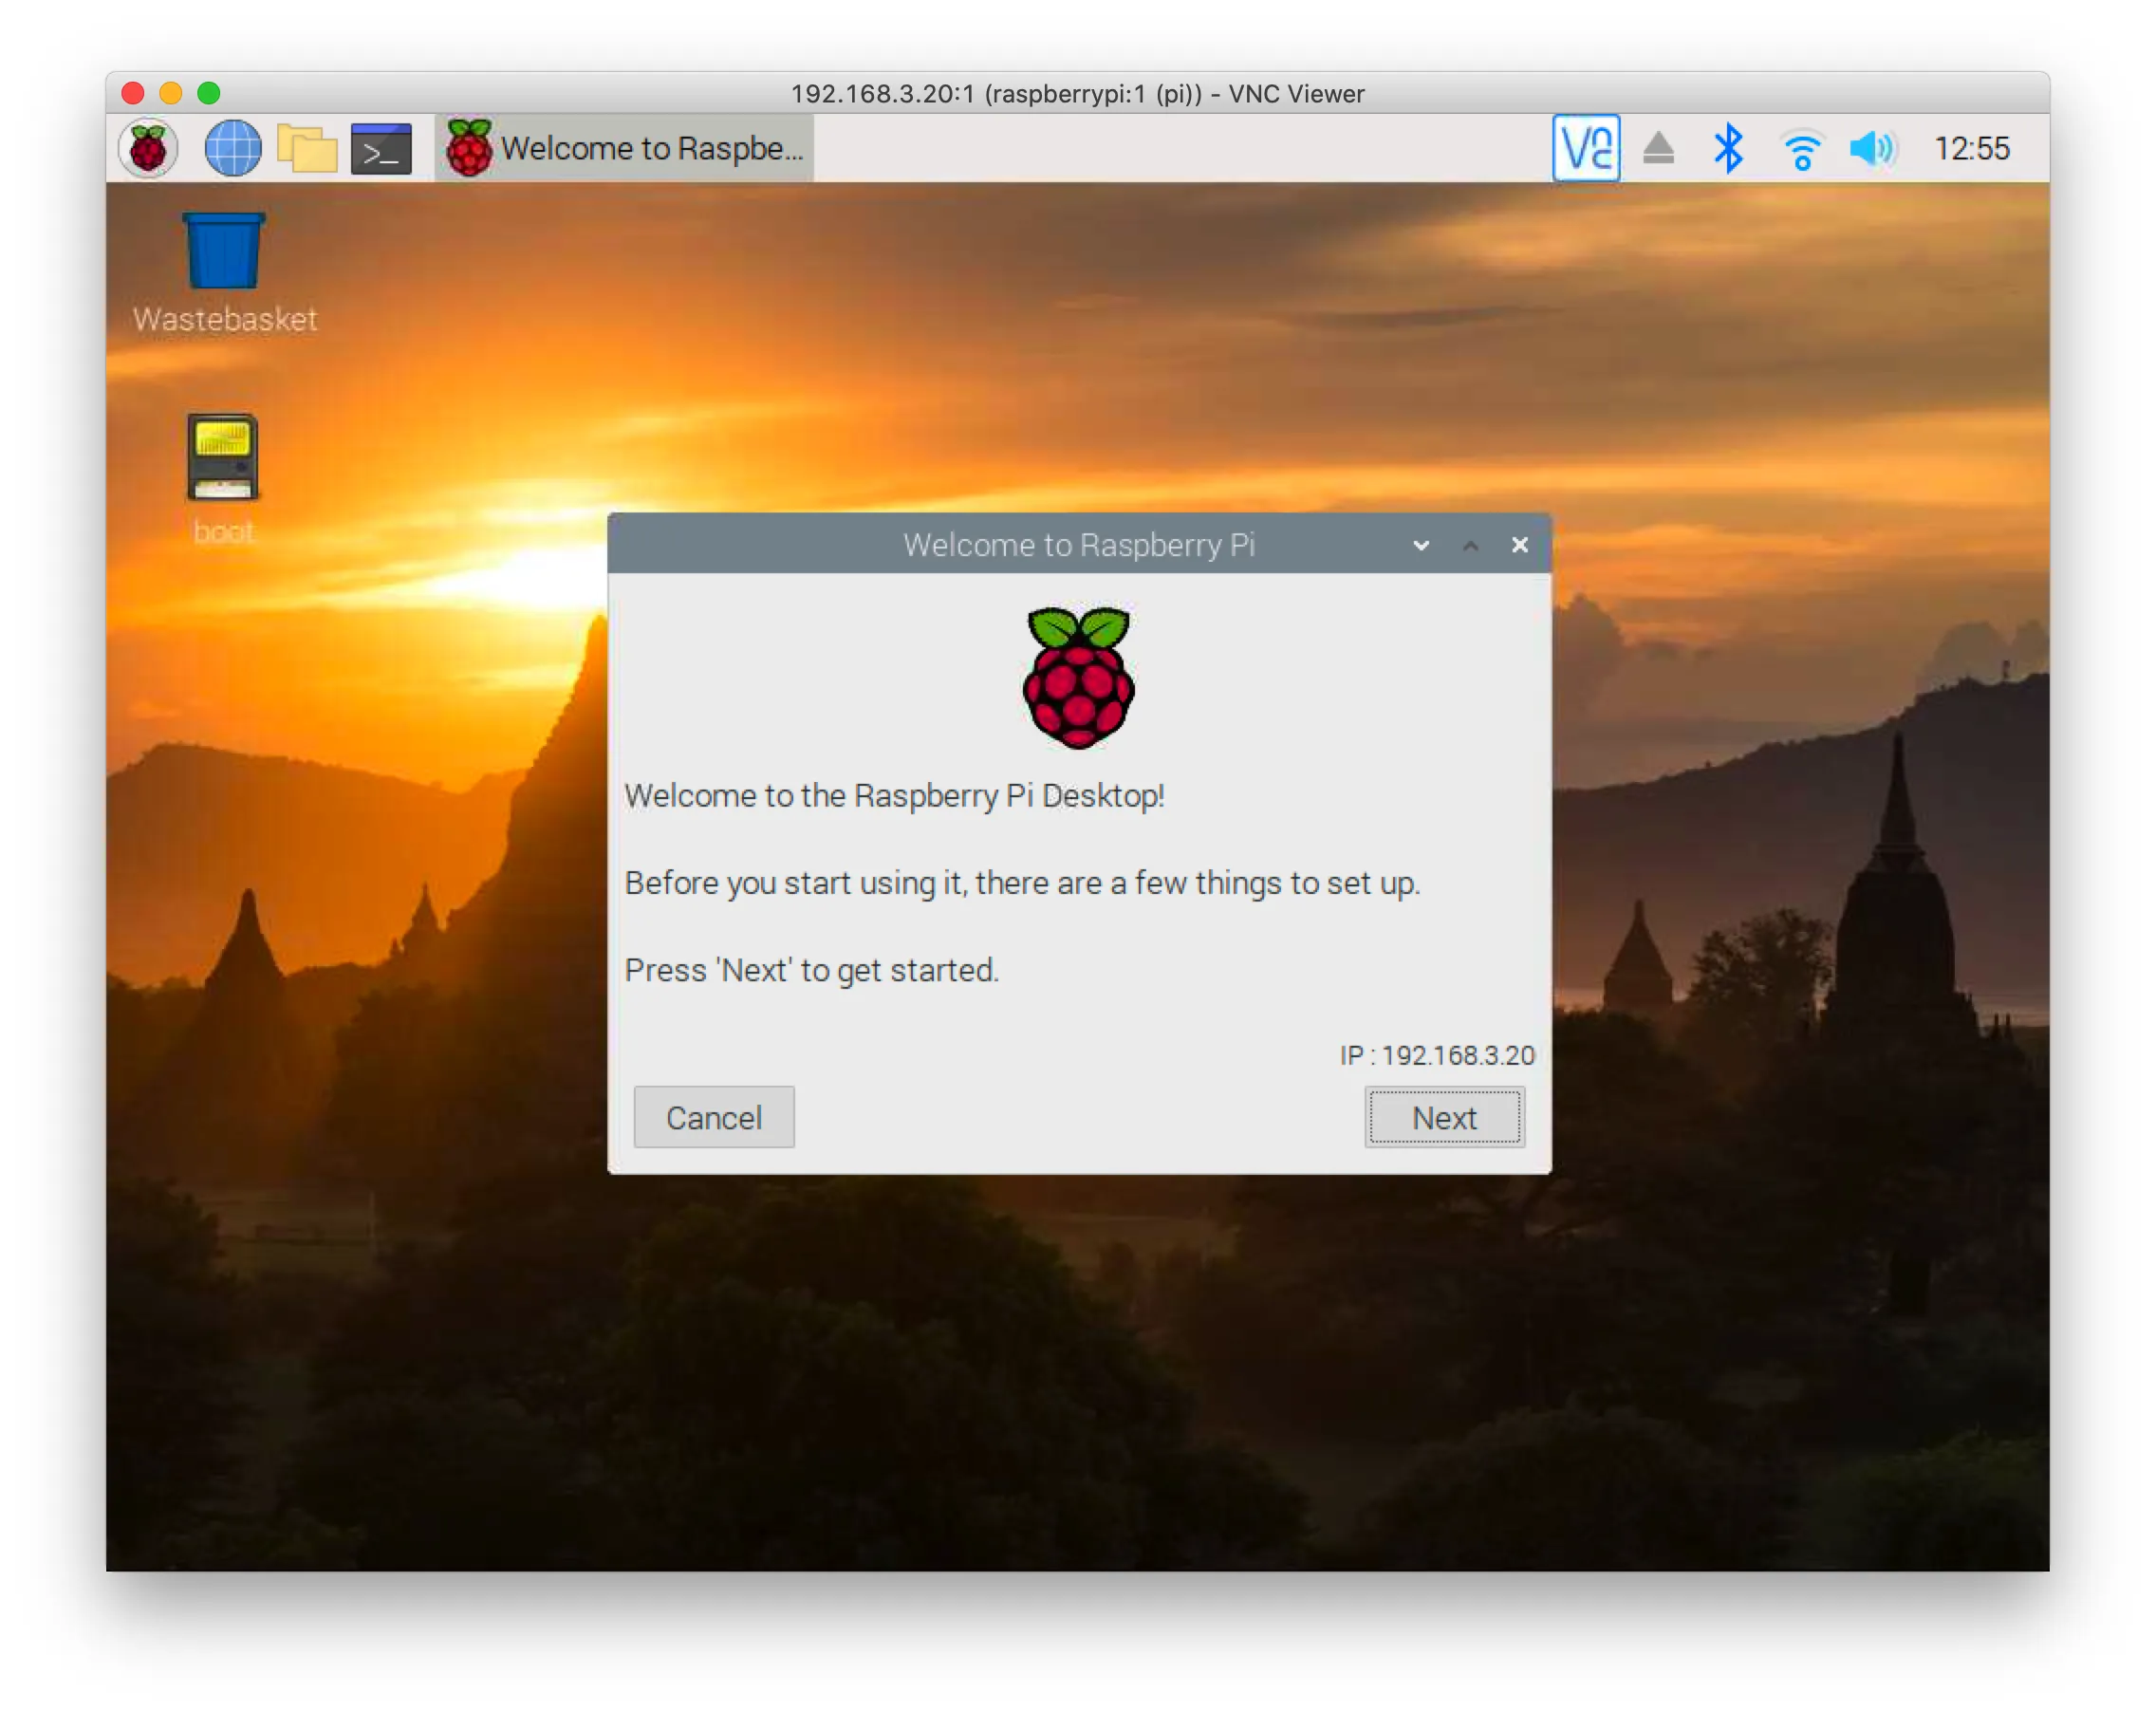 192.168.3.20:1 (raspberrypi:1 (pi)) - VNC Viewer
>_ Welcome to Raspbe... VNC 12:55
Wastebasket
boot
Welcome to Raspberry Pi
Welcome to the Raspberry Pi Desktop!
Before you start using it, there are a few things to set up.
Press 'Next' to get started.
IP : 192.168.3.20
Cancel Next